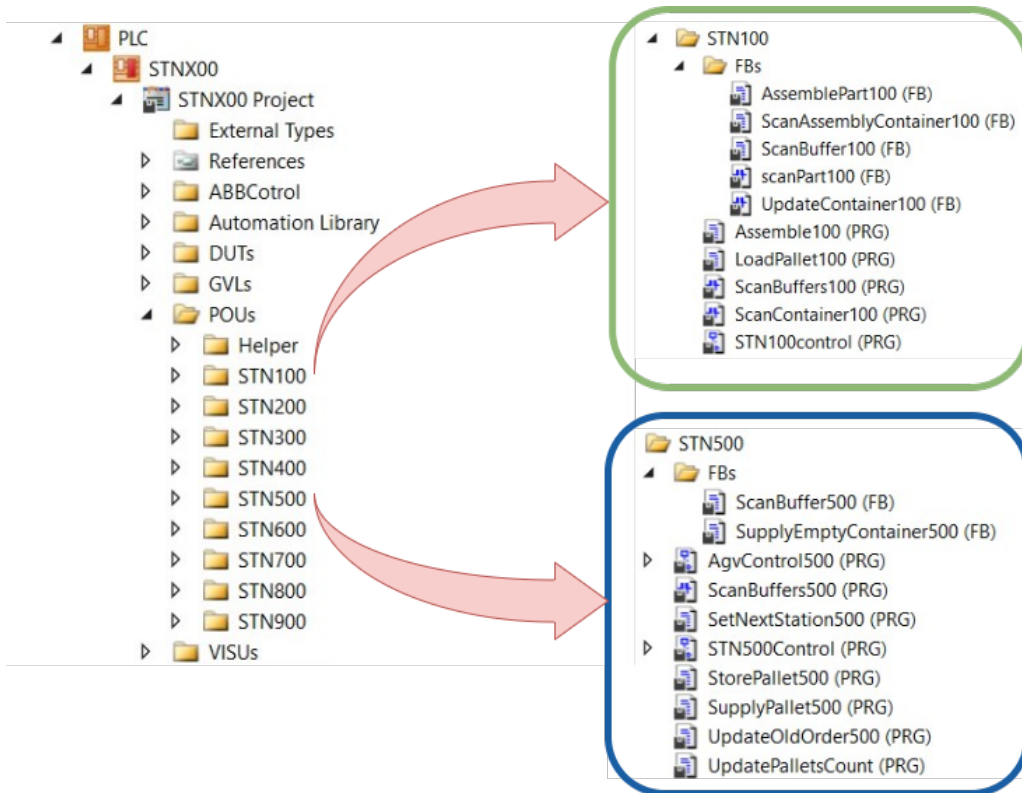 PLC
STNX00
STNX00 Project
External Types
References
ABBCotrol
Automation Library
DUTs
GVLs
POUs
Helper
STN100
STN200
STN300
STN400
STN500
STN600
STN700
STN800
STN900
VISUs
STN100
FBs
AssemblePart100 (FB)
ScanAssemblyContainer100 (FB)
ScanBuffer100 (FB)
scanPart100 (FB)
UpdateContainer100 (FB)
Assemble100 (PRG)
LoadPallet100 (PRG)
ScanBuffers100 (PRG)
ScanContainer100 (PRG)
STN100control (PRG)
STN500
FBs
ScanBuffer500 (FB)
SupplyEmptyContainer500 (FB)
AgvControl500 (PRG)
ScanBuffers500 (PRG)
SetNextStation500 (PRG)
STN500Control (PRG)
StorePallet500 (PRG)
SupplyPallet500 (PRG)
UpdateOldOrder500 (PRG)
UpdatePalletsCount (PRG)